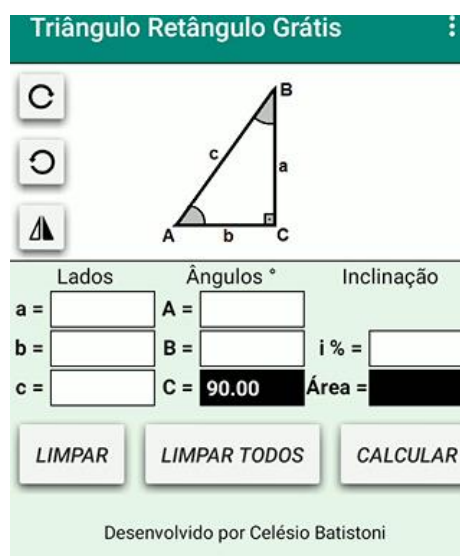 Triângulo Retângulo Grátis
B
c
a
A b C
Lados Ângulos ° Inclinação
a = A =
b = B = i % =
c = C = 90.00 Área =
LIMPAR LIMPAR TODOS CALCULAR
Desenvolvido por Celésio Batistoni